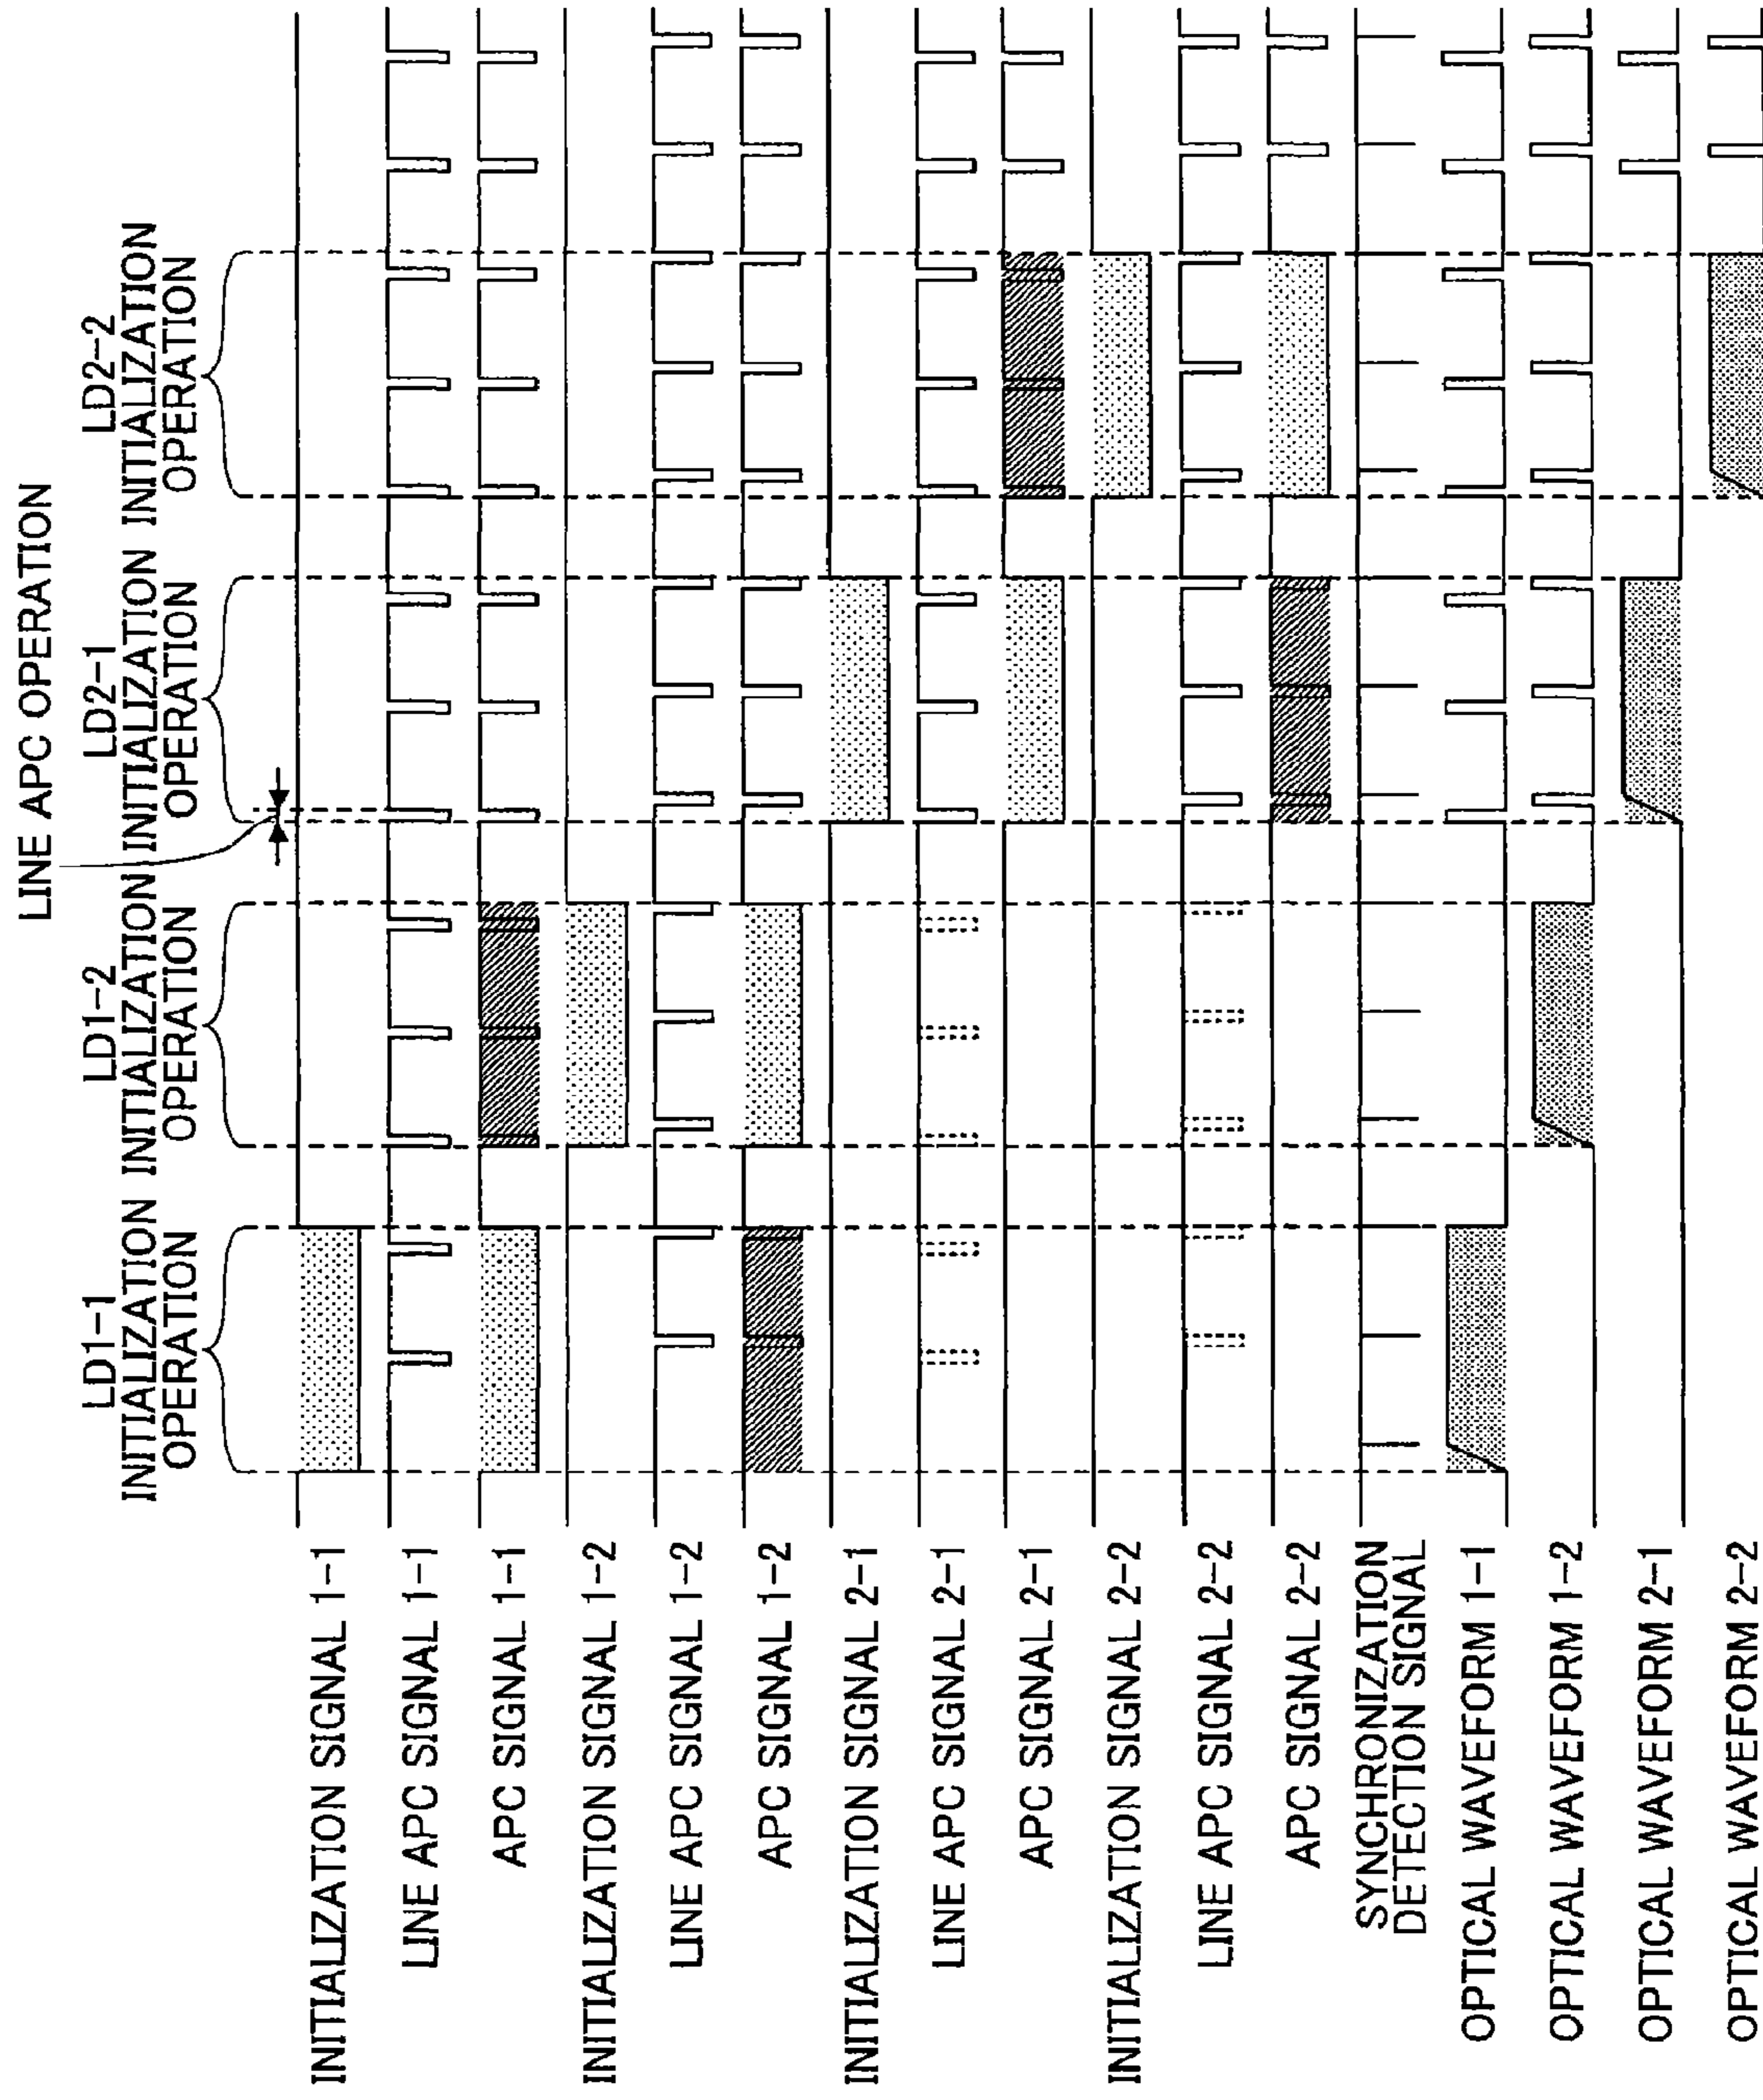 LINE APC OPERATION
LD1-1
INITIALIZATION
OPERATION
LD1-2
INITIALIZATION
OPERATION
LD2-1
INITIALIZATION
OPERATION
LD2-2
INITIALIZATION
OPERATION
INITIALIZATION SIGNAL 1-1
LINE APC SIGNAL 1-1
APC SIGNAL 1-1
INITIALIZATION SIGNAL 1-2
LINE APC SIGNAL 1-2
APC SIGNAL 1-2
INITIALIZATION SIGNAL 2-1
LINE APC SIGNAL 2-1
APC SIGNAL 2-1
INITIALIZATION SIGNAL 2-2
LINE APC SIGNAL 2-2
APC SIGNAL 2-2
SYNCHRONIZATION
DETECTION SIGNAL
OPTICAL WAVEFORM 1-1
OPTICAL WAVEFORM 1-2
OPTICAL WAVEFORM 2-1
OPTICAL WAVEFORM 2-2